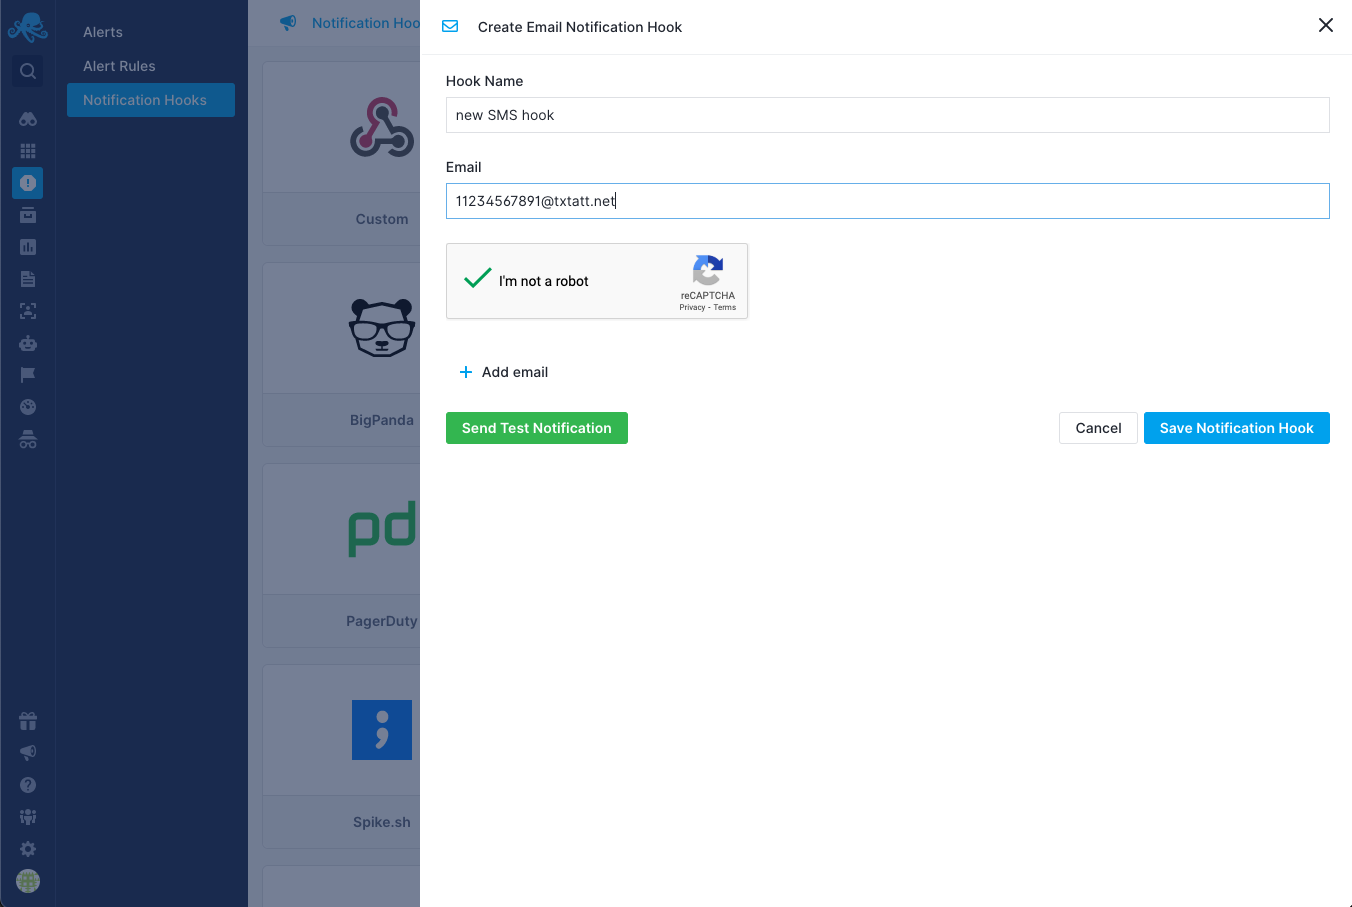 Alerts
Alert Rules
Notification Hooks
Notification Hoo
Custom
BigPanda
pd
PagerDuty
Spike.sh
Create Email Notification Hook
Hook Name
new SMS hook
Email
11234567891@txtatt.net
I'm not a robot
reCAPTCHA
Privacy - Terms
Add email
Send Test Notification
Cancel
Save Notification Hook